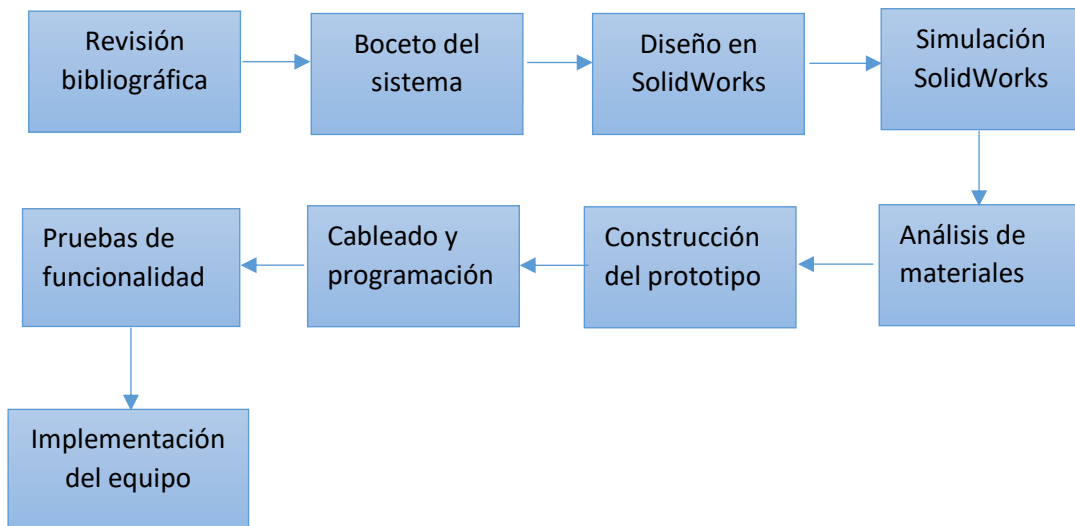 Revisión
bibliográfica
Boceto del
sistema
Diseño en
SolidWorks
Simulación
SolidWorks
Análisis de
materiales
Construcción
del prototipo
Cableado y
programación
Pruebas de
funcionalidad
Implementación
del equipo